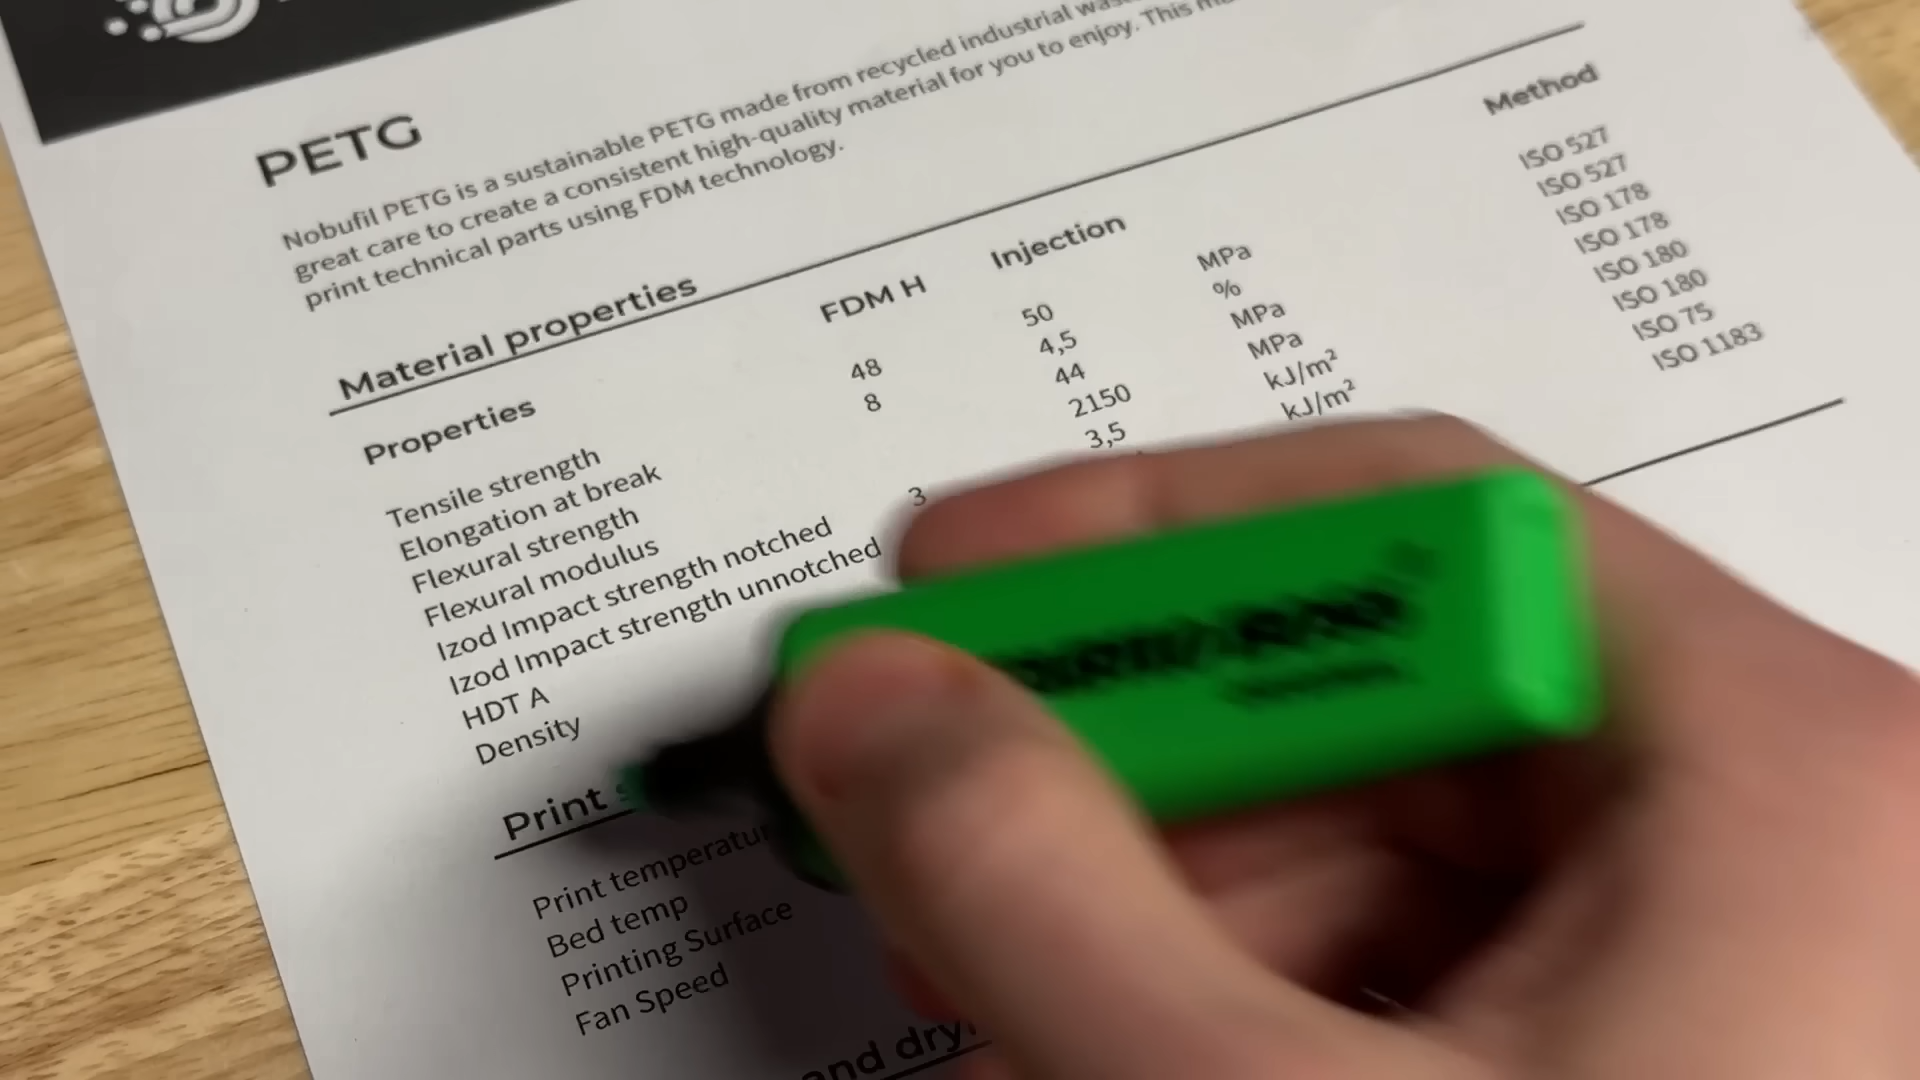 PETG
Nobufil PETG is a sustainable PETG made from recycled industrial
great care to create a consistent high-quality material for you to enjoy. This
print technical parts using FDM technology.
Material properties
Properties FDM H Injection Method
Tensile strength 48 50 MPa ISO 527
Elongation at break 8 4,5 % ISO 527
Flexural strength 44 MPa ISO 178
Flexural modulus 2150 MPa ISO 178
Izod Impact strength notched 3 3,5 kJ/m² ISO 180
Izod Impact strength unnotched kJ/m² ISO 180
HDT A ISO 75
Density ISO 1183
Print
Print
Bed temp
Printing Surface
Fan Speed
and